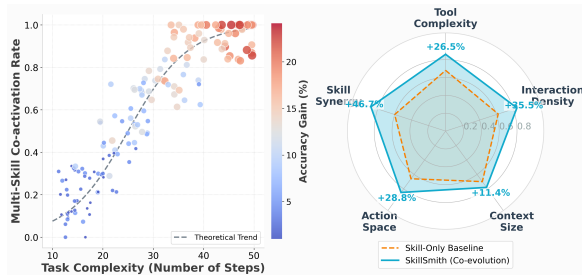 Multi-Skill Co-activation Rate
1.0
0.8
0.6
0.4
0.2
0.0
10
20
30
40
50
Task Complexity (Number of Steps)
Theoretical Trend
20
15
10
5
Accuracy Gain (%)
Tool
Complexity
+26.5%
Interaction
Density
+35.5%
Skill
+46.7%
0.2 0.4 0.6 0.8
+28.8%
+11.4%
Action
Space
Context
Size
Skill-Only Baseline
SkillSmith (Co-evolution)